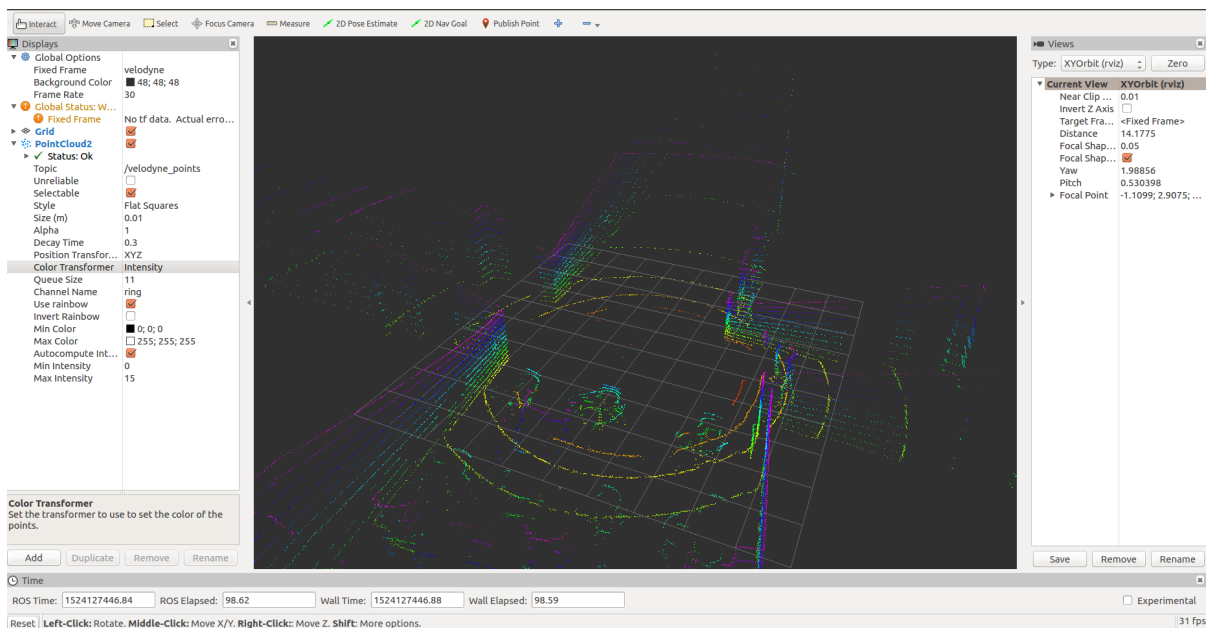 Interact Move Camera Select Focus Camera Measure 2D Pose Estimate 2D Nav Goal Publish Point
Displays
Global Options
Fixed Frame velodyne
Background Color 48; 48; 48
Frame Rate 30
Global Status: W...
Fixed Frame No tf data. Actual erro...
Grid
PointCloud2
Status: Ok
Topic /velodyne_points
Unreliable
Selectable
Style Flat Squares
Size (m) 0.01
Alpha 1
Decay Time 0.3
Position Transfor... XYZ
Color Transformer Intensity
Queue Size 11
Channel Name ring
Use rainbow
Invert Rainbow
Min Color 0; 0; 0
Max Color 255; 255; 255
Autocompute Int...
Min Intensity 0
Max Intensity 15
Color Transformer
Set the transformer to use to set the color of the
points.
Add Duplicate Remove Rename
Views
Type: XYOrbit (rviz) Zero
Current View XYOrbit (rviz)
Near Clip ... 0.01
Invert Z Axis
Target Fra... <Fixed Frame>
Distance 14.1775
Focal Shap... 0.05
Focal Shap...
Yaw 1.98856
Pitch 0.530398
Focal Point -1.1099; 2.9075; ...
Save Remove Rename
Time
ROS Time: 1524127446.84 ROS Elapsed: 98.62 Wall Time: 1524127446.88 Wall Elapsed: 98.59 Experimental
Reset Left-Click: Rotate. Middle-Click: Move X/Y. Right-Click:: Move Z. Shift: More options. 31 fps